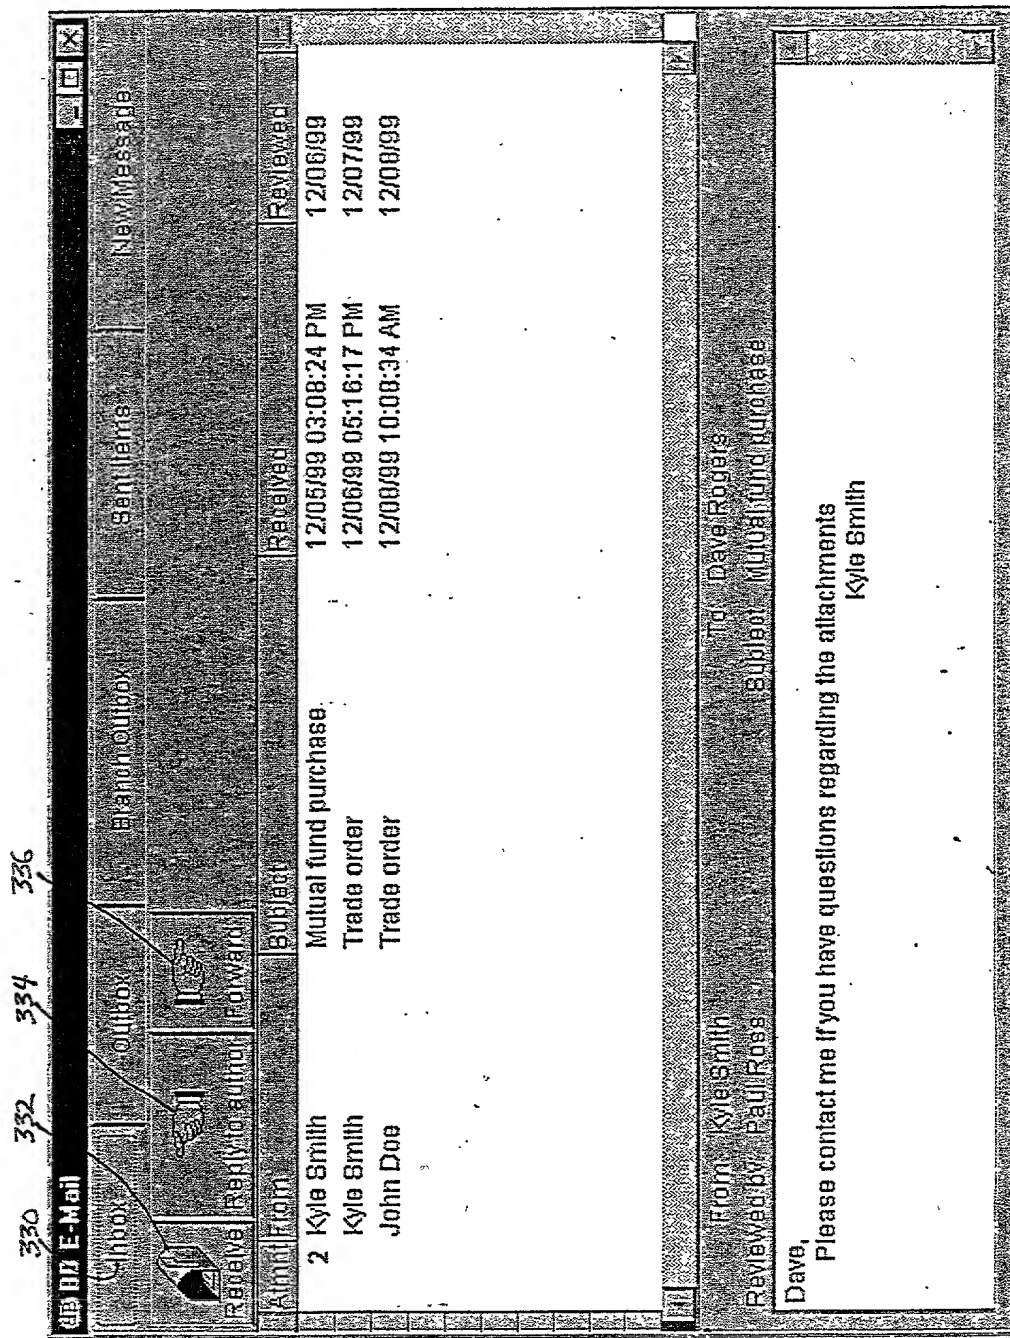 330 332 334 336
E-Mail
Inbox Outbox Branch outbox Sent Items New Message
Receive Reply to author Forward
Atmnt From Subject Received Reviewed
2 Kyle Smith Mutual fund purchase 12/05/99 03:08:24 PM 12/06/99
Kyle Smith Trade order 12/06/99 05:16:17 PM 12/07/99
John Doe Trade order 12/08/99 10:08:34 AM 12/08/99
From Kyle Smith To Dave Rogers
Reviewed by: Paul Ross Subject Mutual fund purchase
Dave,
Please contact me if you have questions regarding the attachments
Kyle Smith